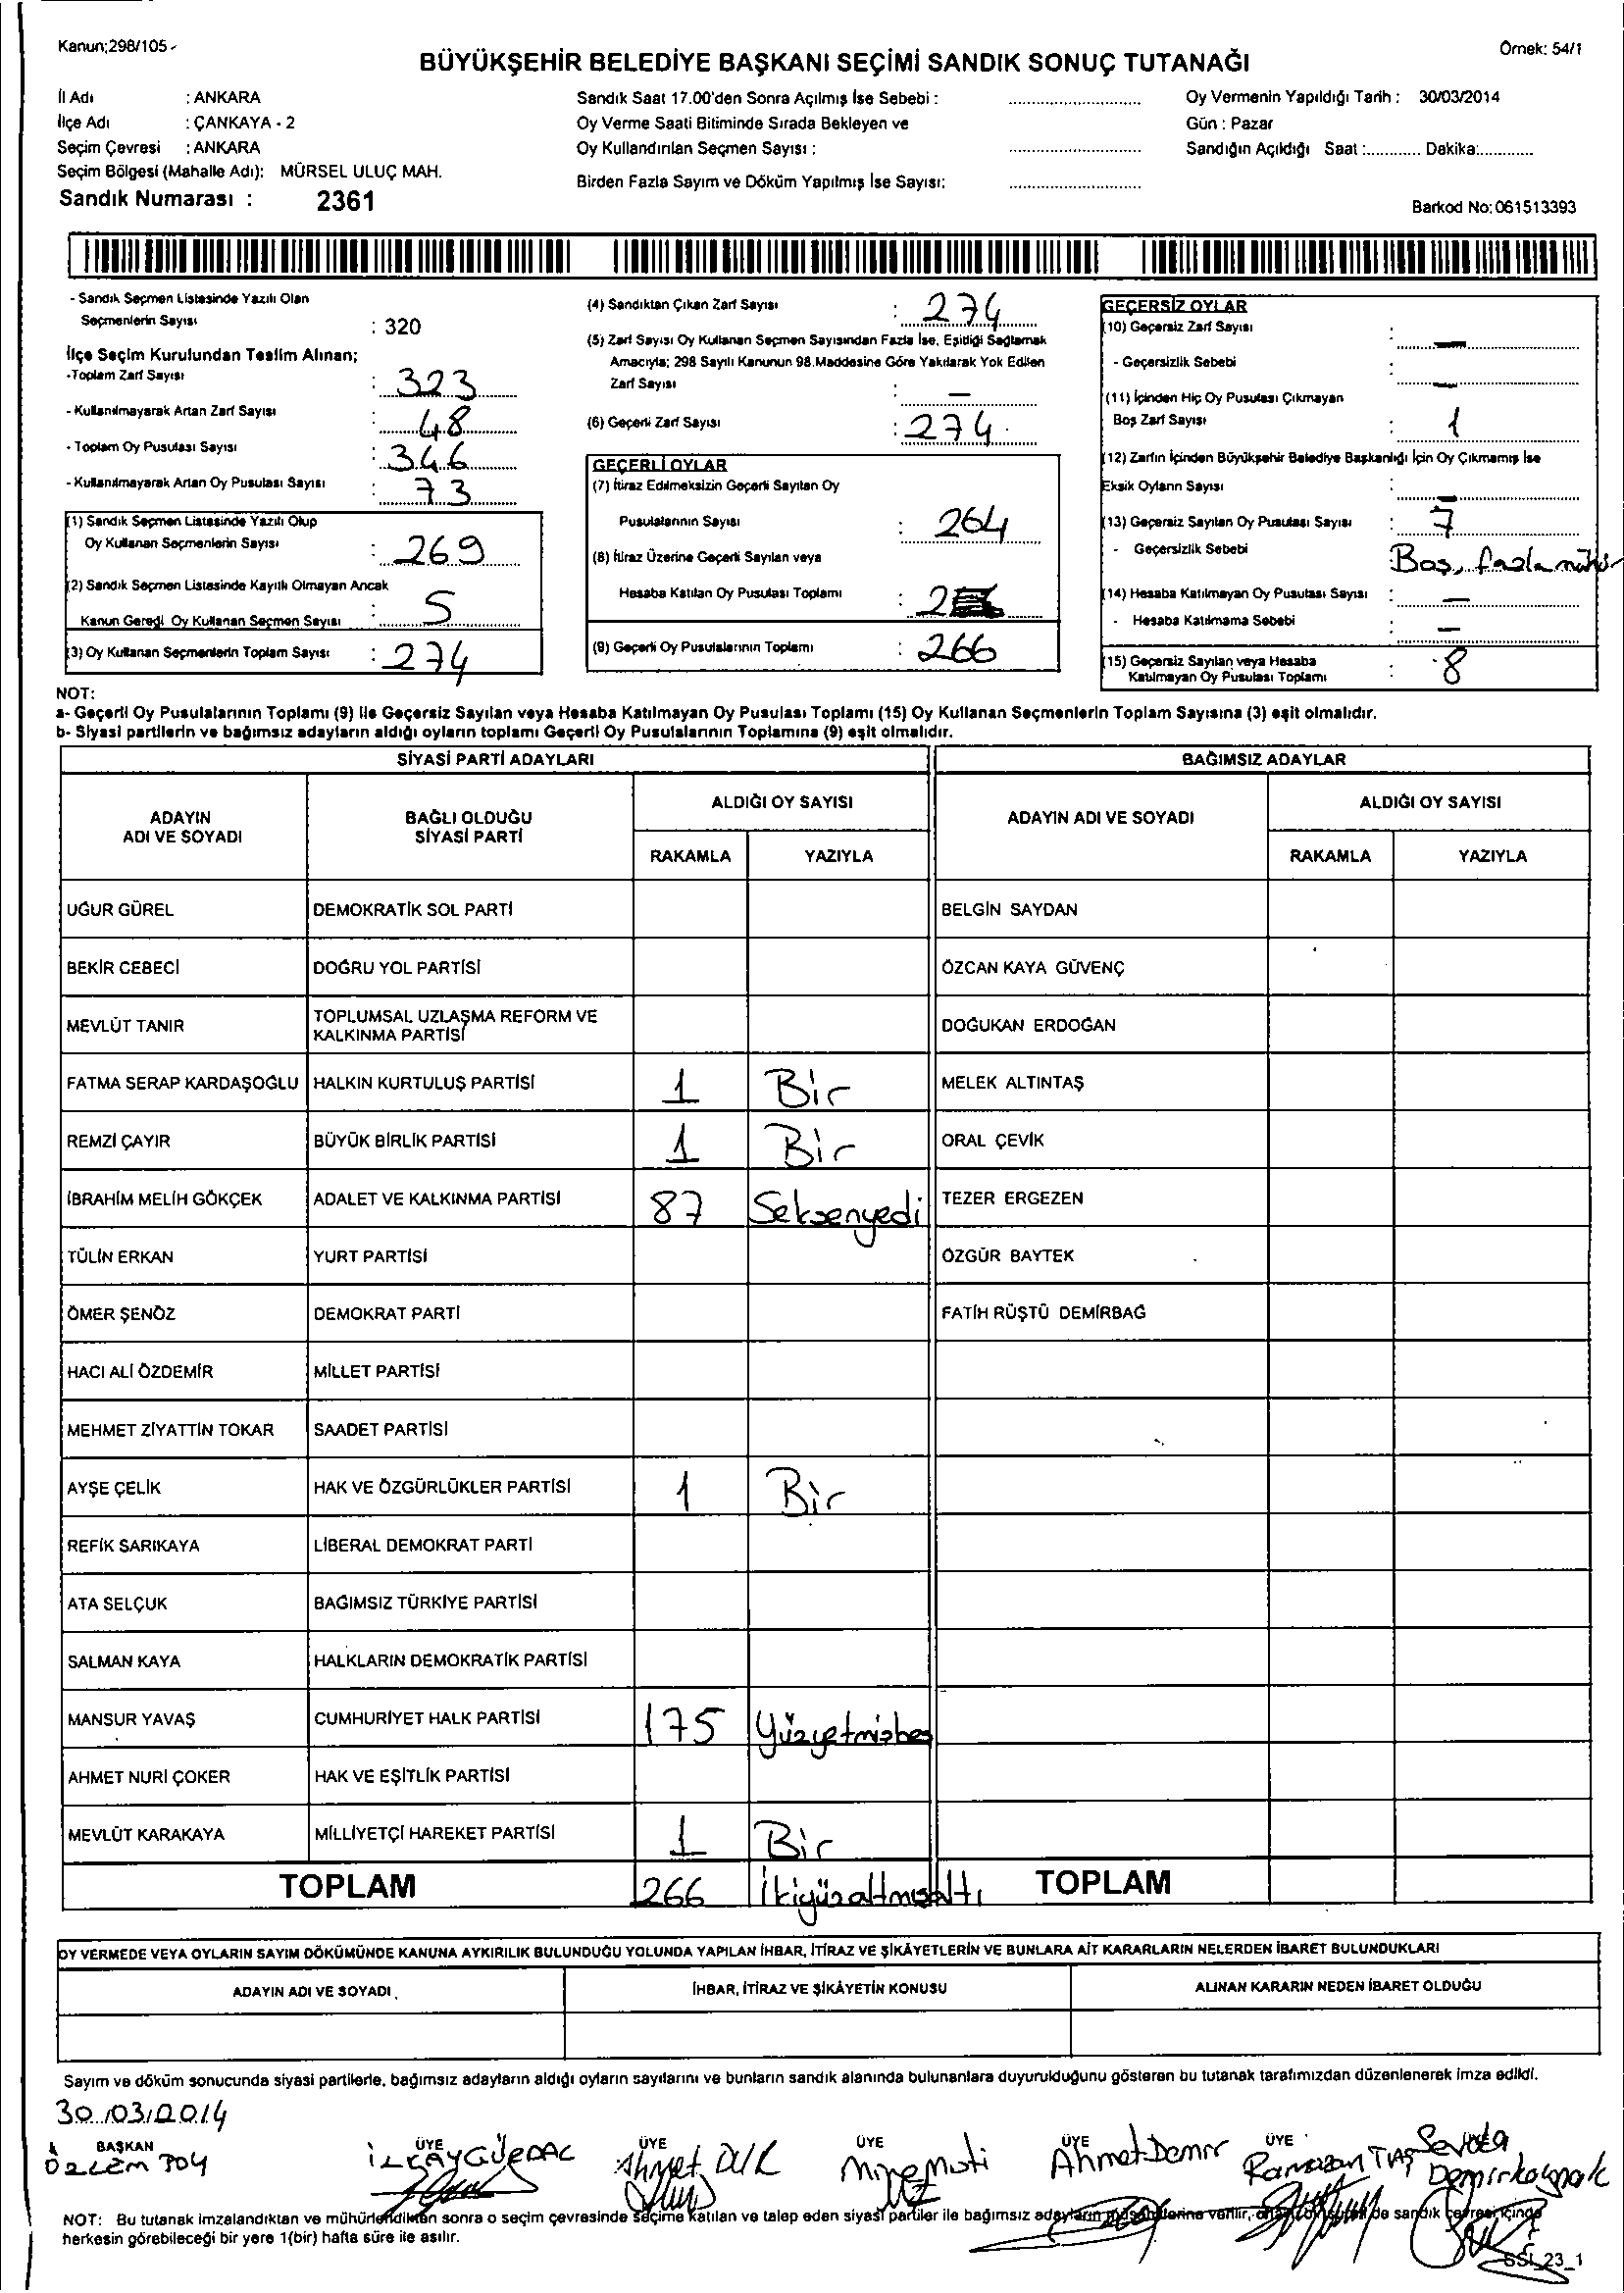 Kanun;298/105
Örnek: 54/1
BÜYÜKŞEHİR BELEDİYE BAŞKANI SEÇİMİ SANDIK SONUÇ TUTANAĞI
İl Adı : ANKARA
İlçe Adı : ÇANKAYA - 2
Seçim Çevresi : ANKARA
Seçim Bölgesi (Mahalle Adı): MÜRSEL ULUÇ MAH.
Sandık Numarası : 2361
Sandık Saat 17.00'den Sonra Açılmış İse Sebebi :
Oy Verme Saati Bitiminde Sırada Bekleyen ve
Oy Kullandırılan Seçmen Sayısı :
Birden Fazla Sayım ve Döküm Yapılmış İse Sayısı:
Oy Vermenin Yapıldığı Tarih : 30/03/2014
Gün : Pazar
Sandığın Açıldığı Saat :............ Dakika:............
Barkod No:061513393
- Sandık Seçmen Listesinde Yazılı Olan
Seçmenlerin Sayısı : 320
İlçe Seçim Kurulundan Teslim Alınan;
-Toplam Zarf Sayısı : 323
- Kullanılmayarak Artan Zarf Sayısı : 48
- Toplam Oy Pusulası Sayısı : 346
- Kullanılmayarak Artan Oy Pusulası Sayısı : 73
(1) Sandık Seçmen Listesinde Yazılı Olup
Oy Kullanan Seçmenlerin Sayısı : 269
(2) Sandık Seçmen Listesinde Kayıtlı Olmayan Ancak
Kanun Gereği Oy Kullanan Seçmen Sayısı : 5
(3) Oy Kullanan Seçmenlerin Toplam Sayısı : 274
(4) Sandıktan Çıkan Zarf Sayısı : 274
(5) Zarf Sayısı Oy Kullanan Seçmen Sayısından Fazla İse, Eşitliği Sağlamak
Amacıyla; 298 Sayılı Kanunun 98.Maddesine Göre Yakılarak Yok Edilen
Zarf Sayısı : —
(6) Geçerli Zarf Sayısı : 274
GEÇERLİ OYLAR
(7) İtiraz Edilmeksizin Geçerli Sayılan Oy
Pusulalarının Sayısı : 264
(8) İtiraz Üzerine Geçerli Sayılan veya
Hesaba Katılan Oy Pusulası Toplamı : 2
(9) Geçerli Oy Pusulalarının Toplamı : 266
GEÇERSİZ OYLAR
(10) Geçersiz Zarf Sayısı : —
- Geçersizlik Sebebi : —
(11) İçinden Hiç Oy Pusulası Çıkmayan
Boş Zarf Sayısı : 1
(12) Zarfın İçinden Büyükşehir Belediye Başkanlığı İçin Oy Çıkmamış İse
Eksik Oyların Sayısı : —
(13) Geçersiz Sayılan Oy Pusulası Sayısı : 7
- Geçersizlik Sebebi : Boş, fazla mühür
(14) Hesaba Katılmayan Oy Pusulası Sayısı : —
- Hesaba Katılmama Sebebi : —
(15) Geçersiz Sayılan veya Hesaba
Katılmayan Oy Pusulası Toplamı : 8
NOT:
a- Geçerli Oy Pusulalarının Toplamı (9) ile Geçersiz Sayılan veya Hesaba Katılmayan Oy Pusulası Toplamı (15) Oy Kullanan Seçmenlerin Toplam Sayısına (3) eşit olmalıdır.
b- Siyasi partilerin ve bağımsız adayların aldığı oyların toplamı Geçerli Oy Pusulalarının Toplamına (9) eşit olmalıdır.
SİYASİ PARTİ ADAYLARI
BAĞIMSIZ ADAYLAR
ADAYIN ADI VE SOYADI
BAĞLI OLDUĞU SİYASİ PARTİ
ALDIĞI OY SAYISI
ADAYIN ADI VE SOYADI
ALDIĞI OY SAYISI
RAKAMLA YAZIYLA RAKAMLA YAZIYLA
UĞUR GÜREL DEMOKRATİK SOL PARTİ BELGİN SAYDAN
BEKİR CEBECİ DOĞRU YOL PARTİSİ ÖZCAN KAYA GÜVENÇ
MEVLÜT TANIR TOPLUMSAL UZLAŞMA REFORM VE KALKINMA PARTİSİ DOĞUKAN ERDOĞAN
FATMA SERAP KARDAŞOĞLU HALKIN KURTULUŞ PARTİSİ 1 Bir MELEK ALTINTAŞ
REMZİ ÇAYIR BÜYÜK BİRLİK PARTİSİ 1 Bir ORAL ÇEVİK
İBRAHİM MELİH GÖKÇEK ADALET VE KALKINMA PARTİSİ 87 Seksenyedi TEZER ERGEZEN
TÜLİN ERKAN YURT PARTİSİ ÖZGÜR BAYTEK
ÖMER ŞENÖZ DEMOKRAT PARTİ FATİH RÜŞTÜ DEMİRBAĞ
HACI ALİ ÖZDEMİR MİLLET PARTİSİ
MEHMET ZİYATTİN TOKAR SAADET PARTİSİ
AYŞE ÇELİK HAK VE ÖZGÜRLÜKLER PARTİSİ 1 Bir
REFİK SARIKAYA LİBERAL DEMOKRAT PARTİ
ATA SELÇUK BAĞIMSIZ TÜRKİYE PARTİSİ
SALMAN KAYA HALKLARIN DEMOKRATİK PARTİSİ
MANSUR YAVAŞ CUMHURİYET HALK PARTİSİ 175 Yüzyetmişbeş
AHMET NURİ ÇOKER HAK VE EŞİTLİK PARTİSİ
MEVLÜT KARAKAYA MİLLİYETÇİ HAREKET PARTİSİ 1 Bir
TOPLAM 266 İkiyüzaltmışaltı TOPLAM
OY VERMEDE VEYA OYLARIN SAYIM DÖKÜMÜNDE KANUNA AYKIRILIK BULUNDUĞU YOLUNDA YAPILAN İHBAR, İTİRAZ VE ŞİKÂYETLERİN VE BUNLARA AİT KARARLARIN NELERDEN İBARET BULUNDUKLARI
ADAYIN ADI VE SOYADI İHBAR, İTİRAZ VE ŞİKÂYETİN KONUSU ALINAN KARARIN NEDEN İBARET OLDUĞU
Sayım ve döküm sonucunda siyasi partilerle, bağımsız adayların aldığı oyların sayılarını ve bunların sandık alanında bulunanlara duyurulduğunu gösteren bu tutanak tarafımızdan düzenlenerek imza edildi.
30/03/2014
BAŞKAN ÜYE ÜYE ÜYE ÜYE ÜYE
ÖZLEM Ahmet Mine Ahmet Demir Ramazan Sevda Demirkaynak
NOT: Bu tutanak imzalandıktan ve mühürlendikten sonra o seçim çevresinde seçime katılan ve talep eden siyasi partiler ile bağımsız adayların verilir, sandık çevresi içinde
herkesin görebileceği bir yere 1(bir) hafta süre ile asılır.
SSI_23_1